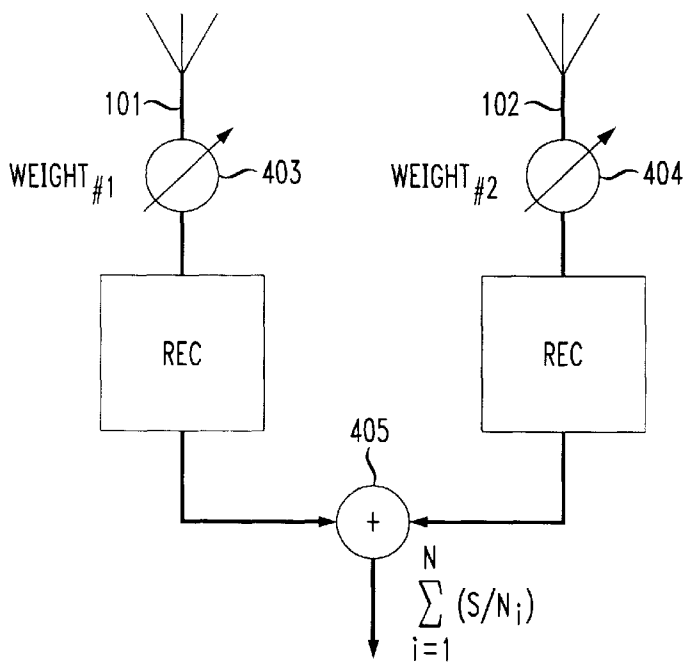 101
102
WEIGHT#1
403
WEIGHT#2
404
REC
REC
405
+
N
∑ (S/Ni)
i=1